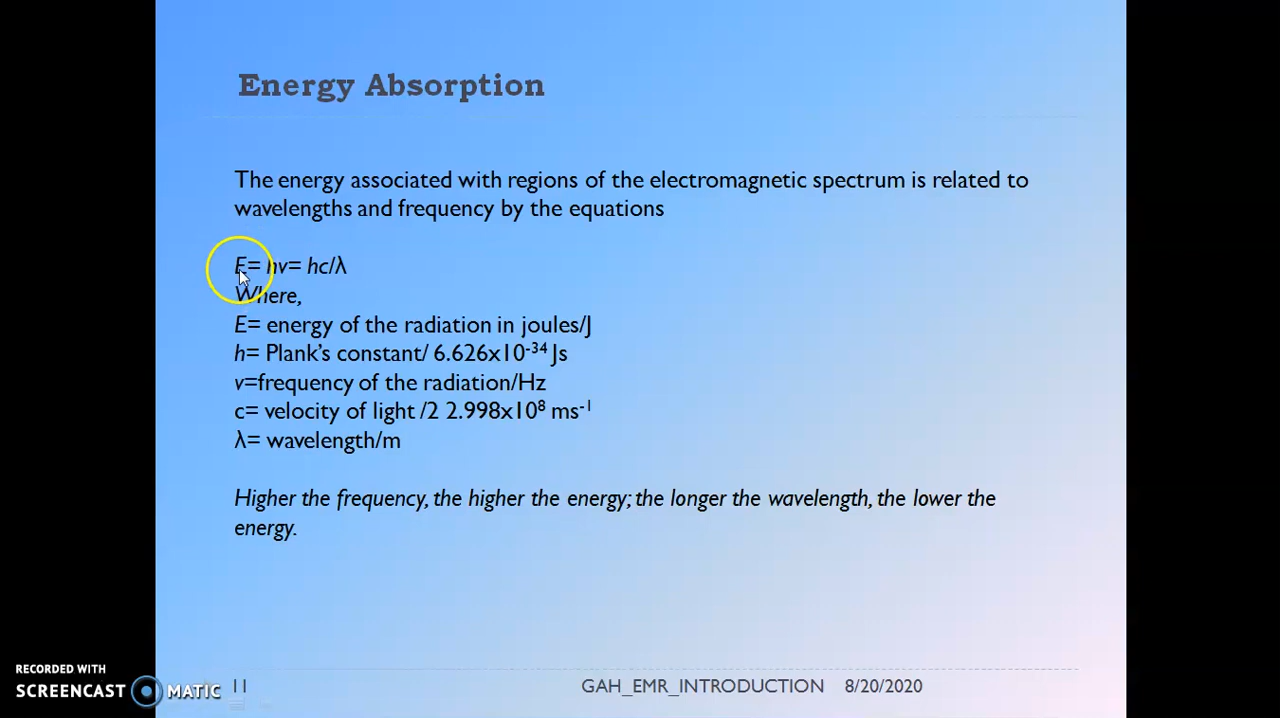 Energy Absorption
The energy associated with regions of the electromagnetic spectrum is related to
wavelengths and frequency by the equations
E= hv= hc/λ
Where,
E= energy of the radiation in joules/J
h= Plank's constant/ 6.626x10⁻³⁴ Js
v=frequency of the radiation/Hz
c= velocity of light /2 2.998x10⁸ ms⁻¹
λ= wavelength/m
Higher the frequency, the higher the energy; the longer the wavelength, the lower the
energy.
RECORDED WITH
SCREENCAST MATIC
11 GAH_EMR_INTRODUCTION 8/20/2020